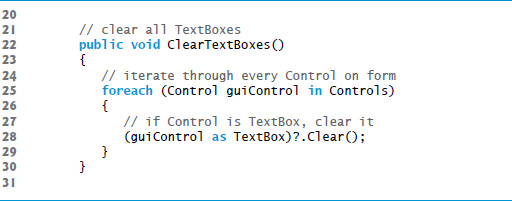 20
21 // clear all TextBoxes
22 public void ClearTextBoxes()
23 {
24 // iterate through every Control on form
25 foreach (Control guiControl in Controls)
26 {
27 // if Control is TextBox, clear it
28 (guiControl as TextBox)?.Clear();
29 }
30 }
31